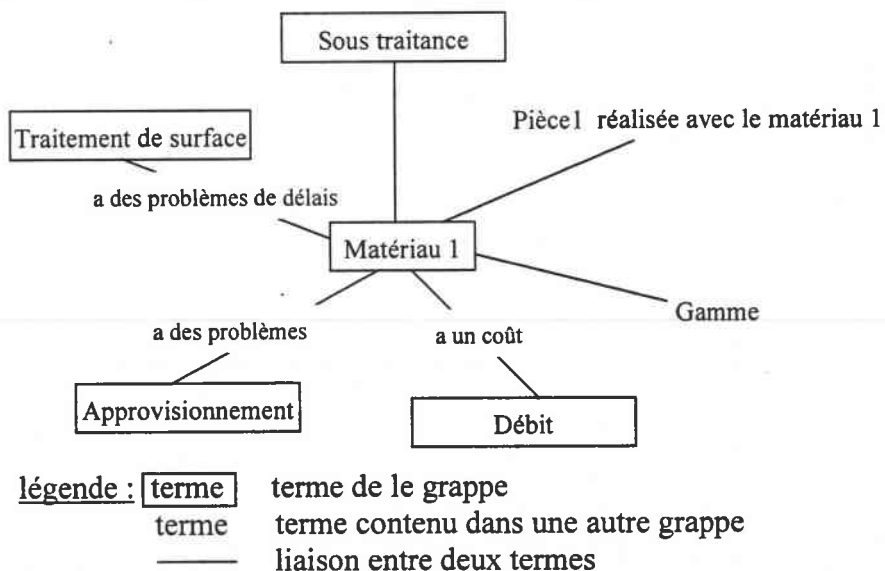 Sous traitance
Pièce1 réalisée avec le matériau 1
Traitement de surface
a des problèmes de délais
Matériau 1
Gamme
a des problèmes
a un coût
Approvisionnement
Débit
légende : terme terme de le grappe
terme terme contenu dans une autre grappe
liaison entre deux termes